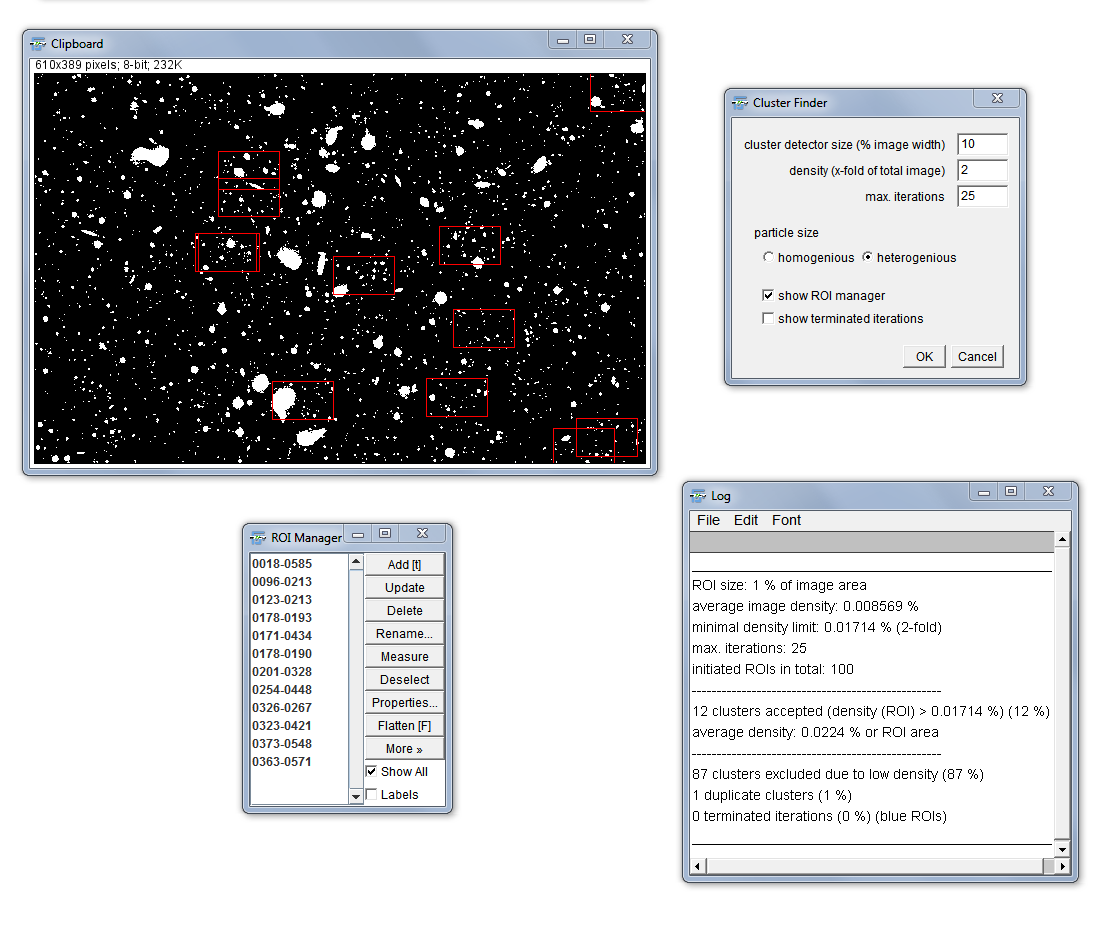 Clipboard
610x389 pixels; 8-bit; 232K
Cluster Finder
cluster detector size (% image width) 10
density (x-fold of total image) 2
max. iterations 25
particle size
homogenious heterogenious
show ROI manager
show terminated iterations
OK Cancel
ROI Manager
0018-0585
0096-0213
0123-0213
0178-0193
0171-0434
0178-0190
0201-0328
0254-0448
0326-0267
0323-0421
0373-0548
0363-0571
Add [t]
Update
Delete
Rename...
Measure
Deselect
Properties...
Flatten [F]
More »
Show All
Labels
Log
File Edit Font
ROI size: 1 % of image area
average image density: 0.008569 %
minimal density limit: 0.01714 % (2-fold)
max. iterations: 25
initiated ROIs in total: 100
---------------------------------------------------
12 clusters accepted (density (ROI) > 0.01714 %) (12 %)
average density: 0.0224 % or ROI area
---------------------------------------------------
87 clusters excluded due to low density (87 %)
1 duplicate clusters (1 %)
0 terminated iterations (0 %) (blue ROIs)